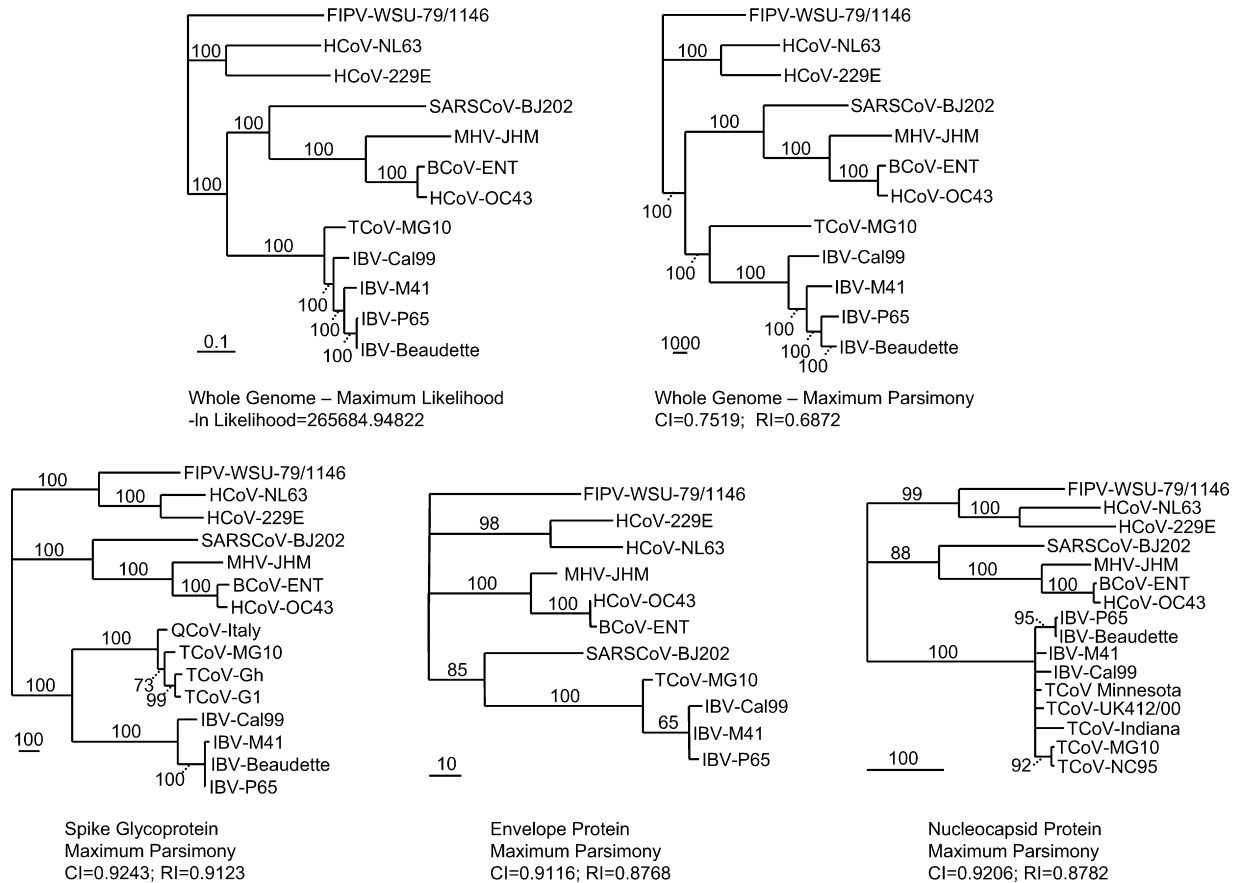 FIPV-WSU-79/1146
HCoV-NL63
100
HCoV-229E
SARSCoV-BJ202
100
MHV-JHM
100
BCoV-ENT
100
HCoV-OC43
100
TCoV-MG10
100
IBV-Cal99
IBV-M41
100
IBV-P65
100
IBV-Beaudette
100
0.1
Whole Genome – Maximum Likelihood
-ln Likelihood=265684.94822
FIPV-WSU-79/1146
HCoV-NL63
100
HCoV-229E
SARSCoV-BJ202
100
MHV-JHM
100
BCoV-ENT
100
HCoV-OC43
100
TCoV-MG10
IBV-Cal99
100
100
IBV-M41
IBV-P65
100
IBV-Beaudette
100
100
1000
Whole Genome – Maximum Parsimony
CI=0.7519; RI=0.6872
FIPV-WSU-79/1146
100
HCoV-NL63
100
HCoV-229E
SARSCoV-BJ202
100
MHV-JHM
100
BCoV-ENT
100
HCoV-OC43
QCoV-Italy
100
TCoV-MG10
TCoV-Gh
73
100
99
TCoV-G1
IBV-Cal99
100
IBV-M41
100
IBV-Beaudette
100
IBV-P65
Spike Glycoprotein
Maximum Parsimony
CI=0.9243; RI=0.9123
FIPV-WSU-79/1146
HCoV-229E
98
HCoV-NL63
MHV-JHM
100
HCoV-OC43
100
BCoV-ENT
SARSCoV-BJ202
85
TCoV-MG10
100
IBV-Cal99
65
IBV-M41
IBV-P65
10
Envelope Protein
Maximum Parsimony
CI=0.9116; RI=0.8768
FIPV-WSU-79/1146
99
HCoV-NL63
100
HCoV-229E
SARSCoV-BJ202
88
MHV-JHM
100
BCoV-ENT
100
HCoV-OC43
95
IBV-P65
IBV-Beaudette
100
IBV-M41
IBV-Cal99
TCoV Minnesota
TCoV-UK412/00
TCoV-Indiana
TCoV-MG10
92
TCoV-NC95
100
Nucleocapsid Protein
Maximum Parsimony
CI=0.9206; RI=0.8782